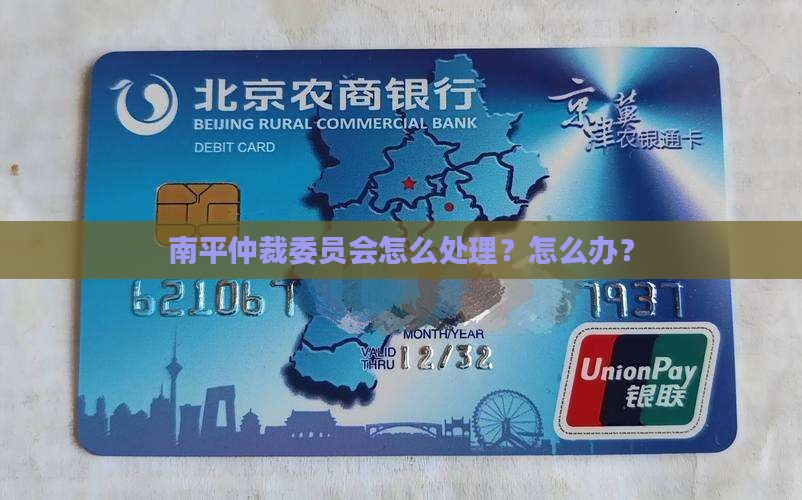 北京农商银行
BEIJING RURAL COMMERCIAL BANK
DEBIT CARD
京津冀
农银通卡
南平仲裁委员会怎么处理？怎么办？
621067
7937
MONTH/YEAR
VALID THRU 12/32
UnionPay
银联